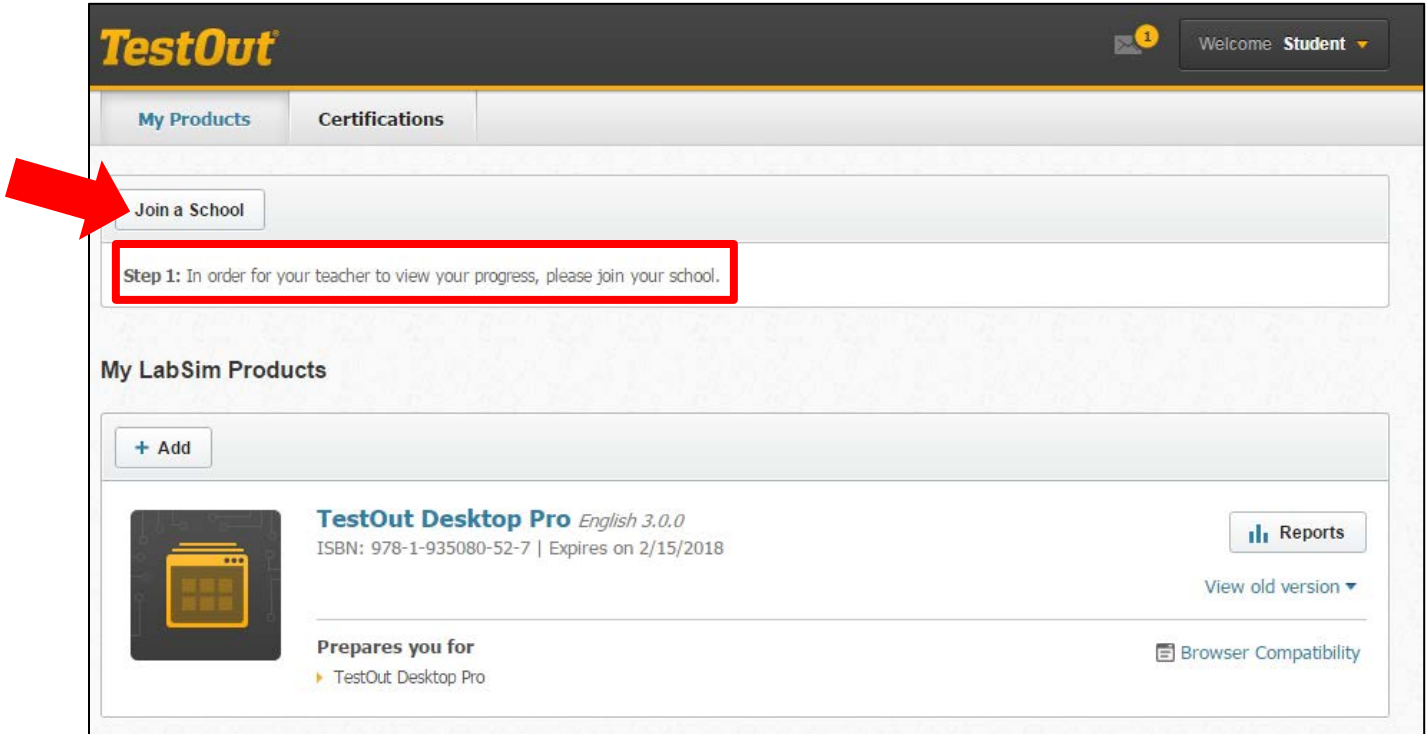 TestOut
1
Welcome Student
My Products
Certifications
Join a School
Step 1: In order for your teacher to view your progress, please join your school.
My LabSim Products
+ Add
TestOut Desktop Pro English 3.0.0
Reports
ISBN: 978-1-935080-52-7 | Expires on 2/15/2018
View old version
Prepares you for
Browser Compatibility
TestOut Desktop Pro